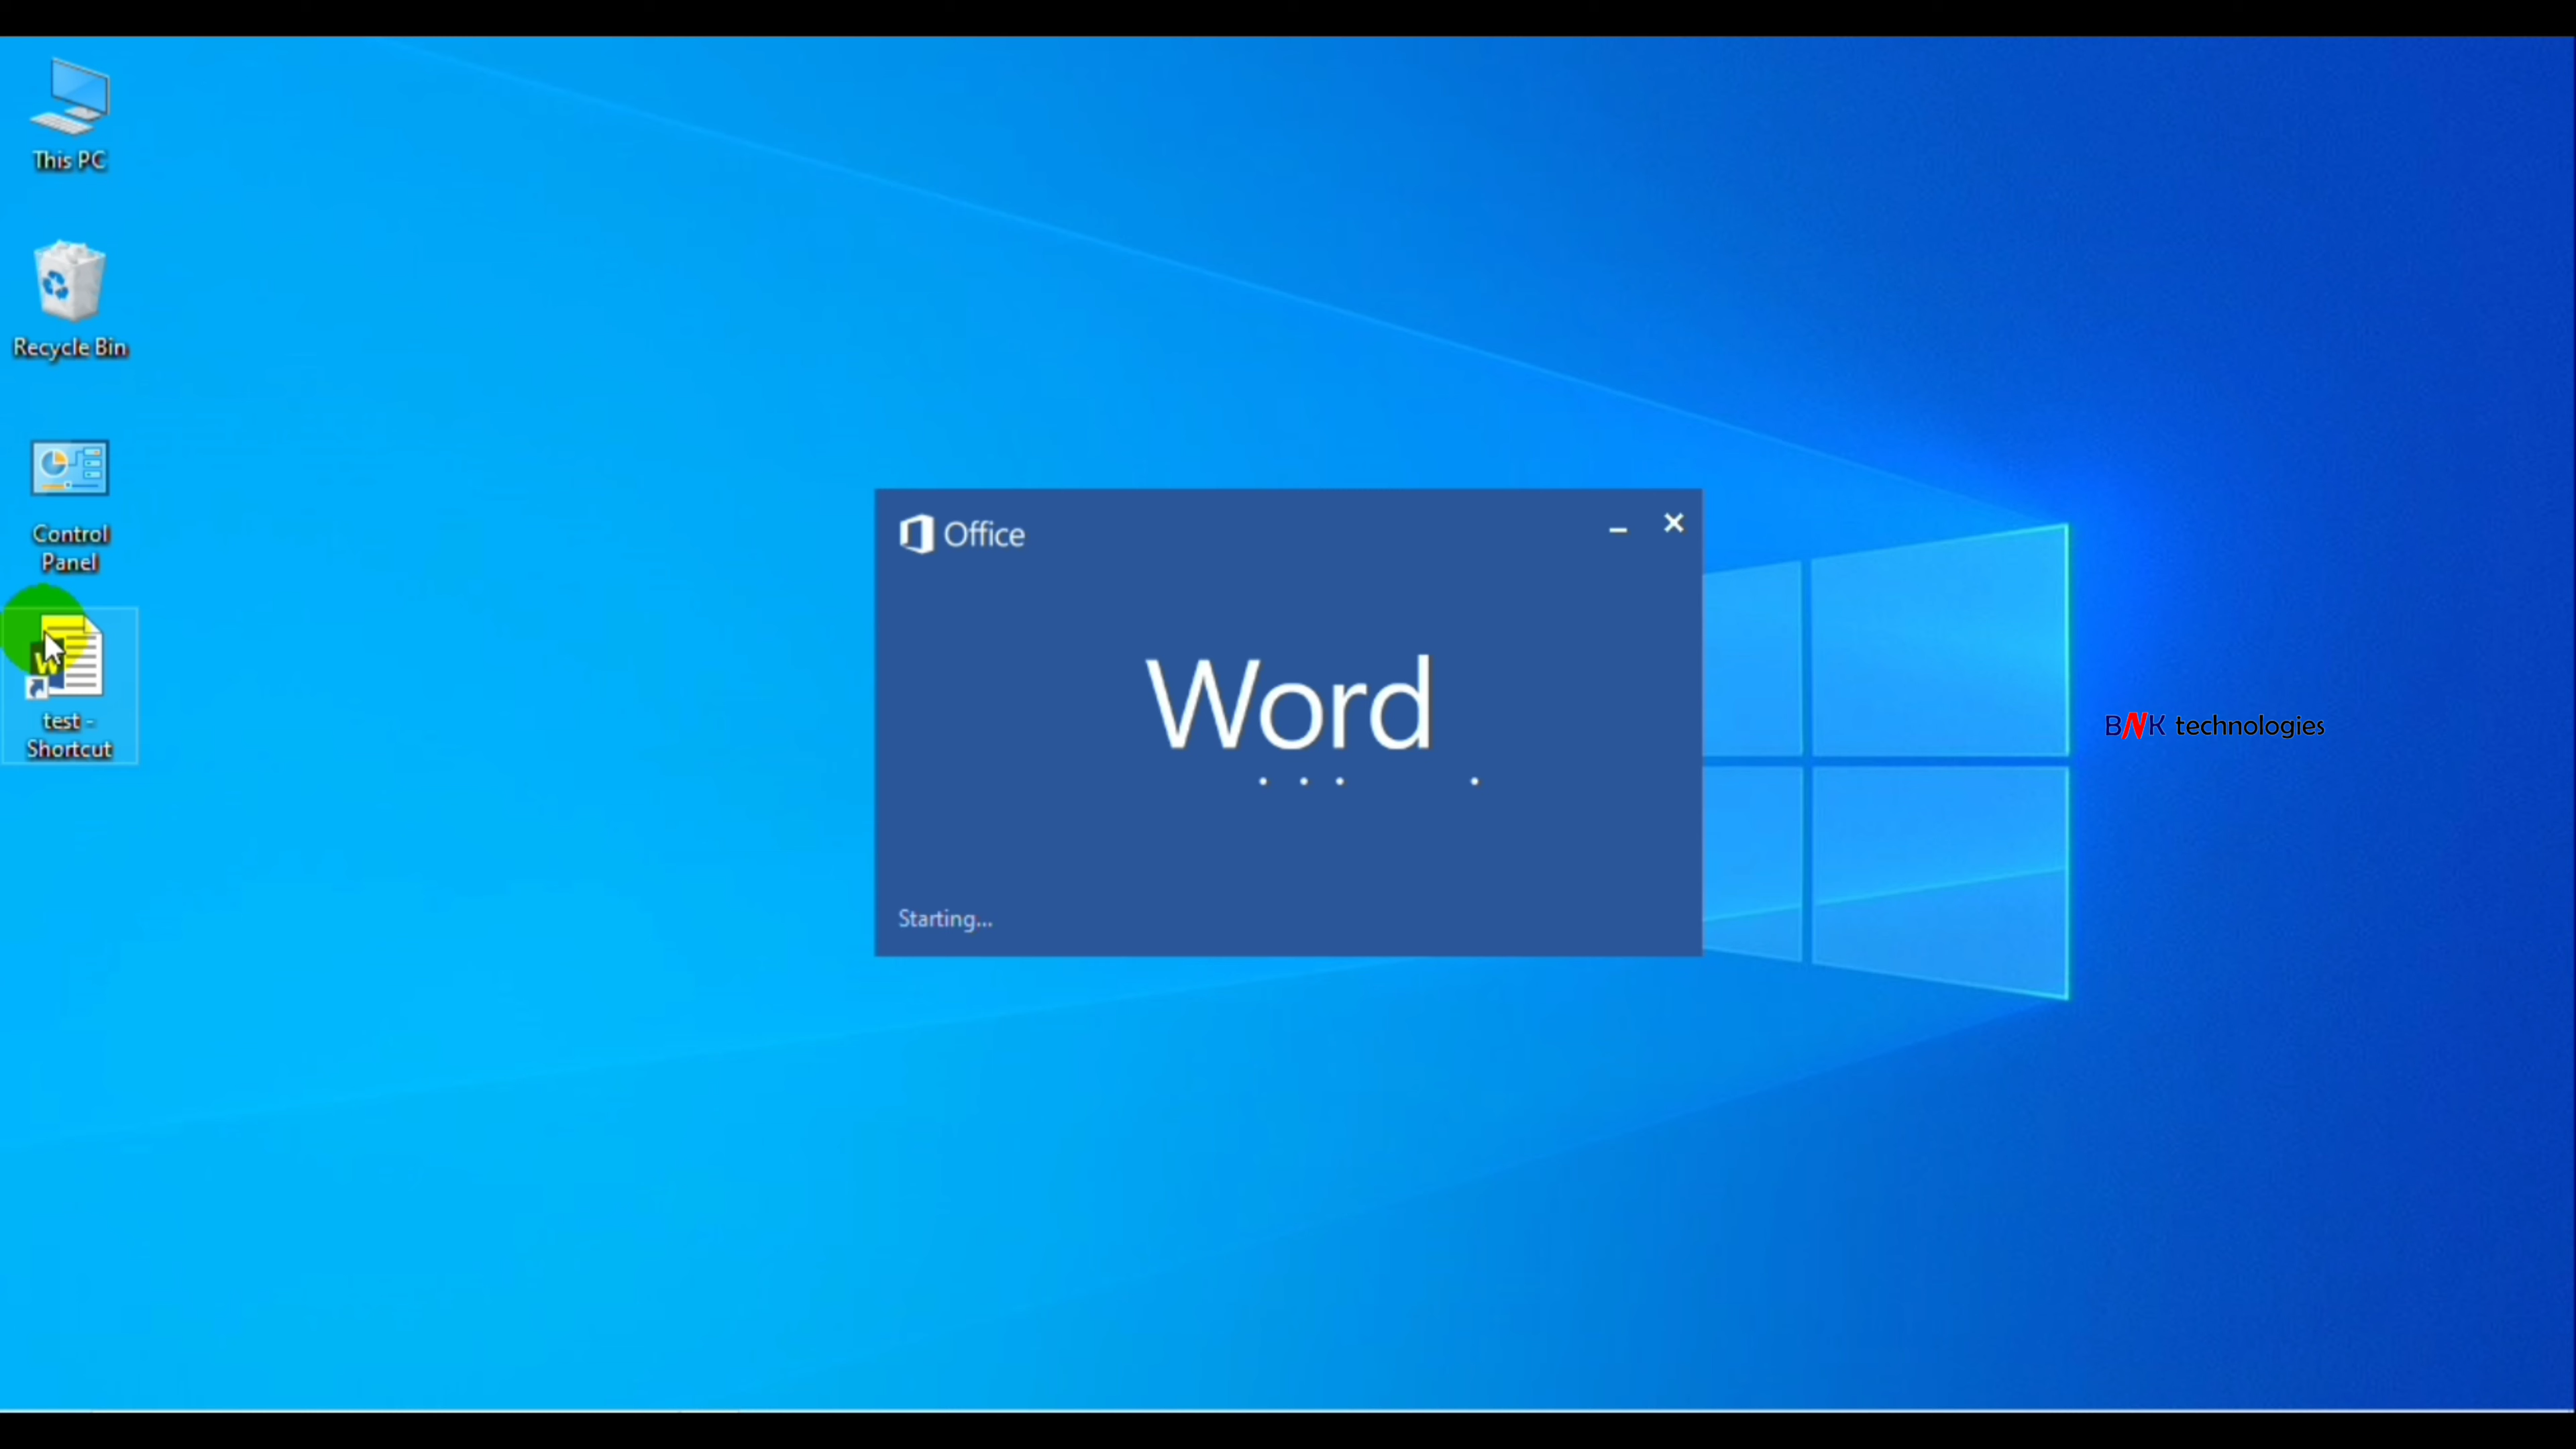 This PC
Recycle Bin
Control
Panel
test -
Shortcut
Office
Word
Starting...
BNK technologies